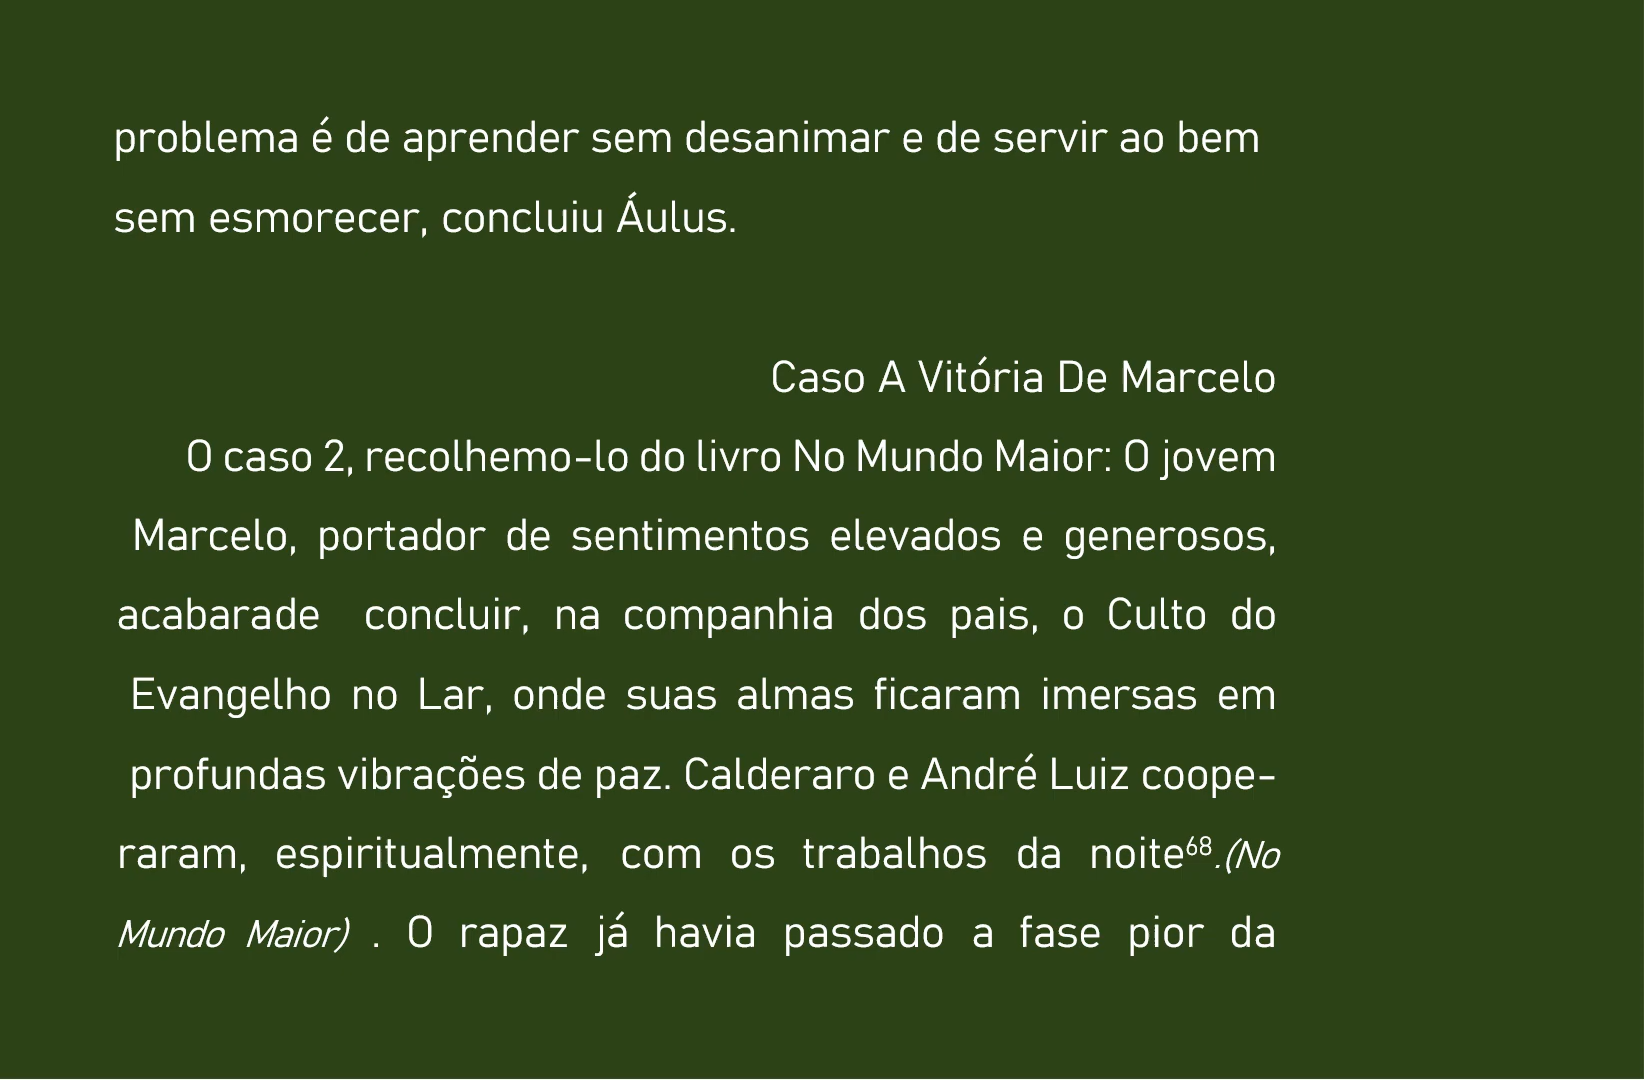 problema é de aprender sem desanimar e de servir ao bem
sem esmorecer, concluiu Áulus.
Caso A Vitória De Marcelo
O caso 2, recolhemo-lo do livro No Mundo Maior: O jovem
Marcelo, portador de sentimentos elevados e generosos,
acabarade concluir, na companhia dos pais, o Culto do
Evangelho no Lar, onde suas almas ficaram imersas em
profundas vibrações de paz. Calderaro e André Luiz coope-
raram, espiritualmente, com os trabalhos da noite⁶⁸.(No
Mundo Maior) . O rapaz já havia passado a fase pior da